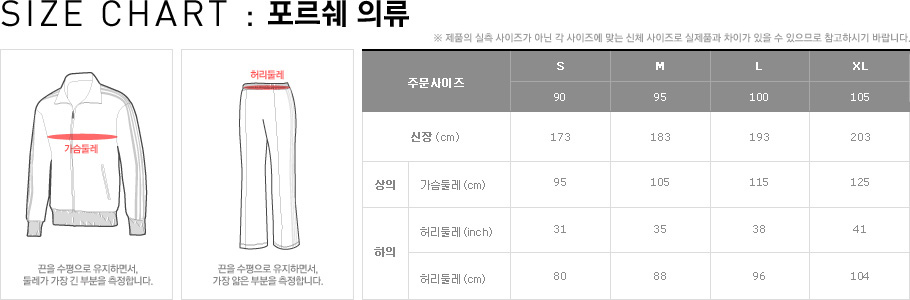 SIZE CHART : 포르쉐 의류
※ 제품의 실측 사이즈가 아닌 각 사이즈에 맞는 신체 사이즈로 실제품과 차이가 있을 수 있으므로 참고하시기 바랍니다.
가슴둘레
끈을 수평으로 유지하면서,
둘레가 가장 긴 부분을 측정합니다.
허리둘레
끈을 수평으로 유지하면서,
가장 얇은 부분을 측정합니다.
주문사이즈 S M L XL
90 95 100 105
신장 (cm) 173 183 193 203
상의 가슴둘레 (cm) 95 105 115 125
하의 허리둘레 (inch) 31 35 38 41
허리둘레 (cm) 80 88 96 104